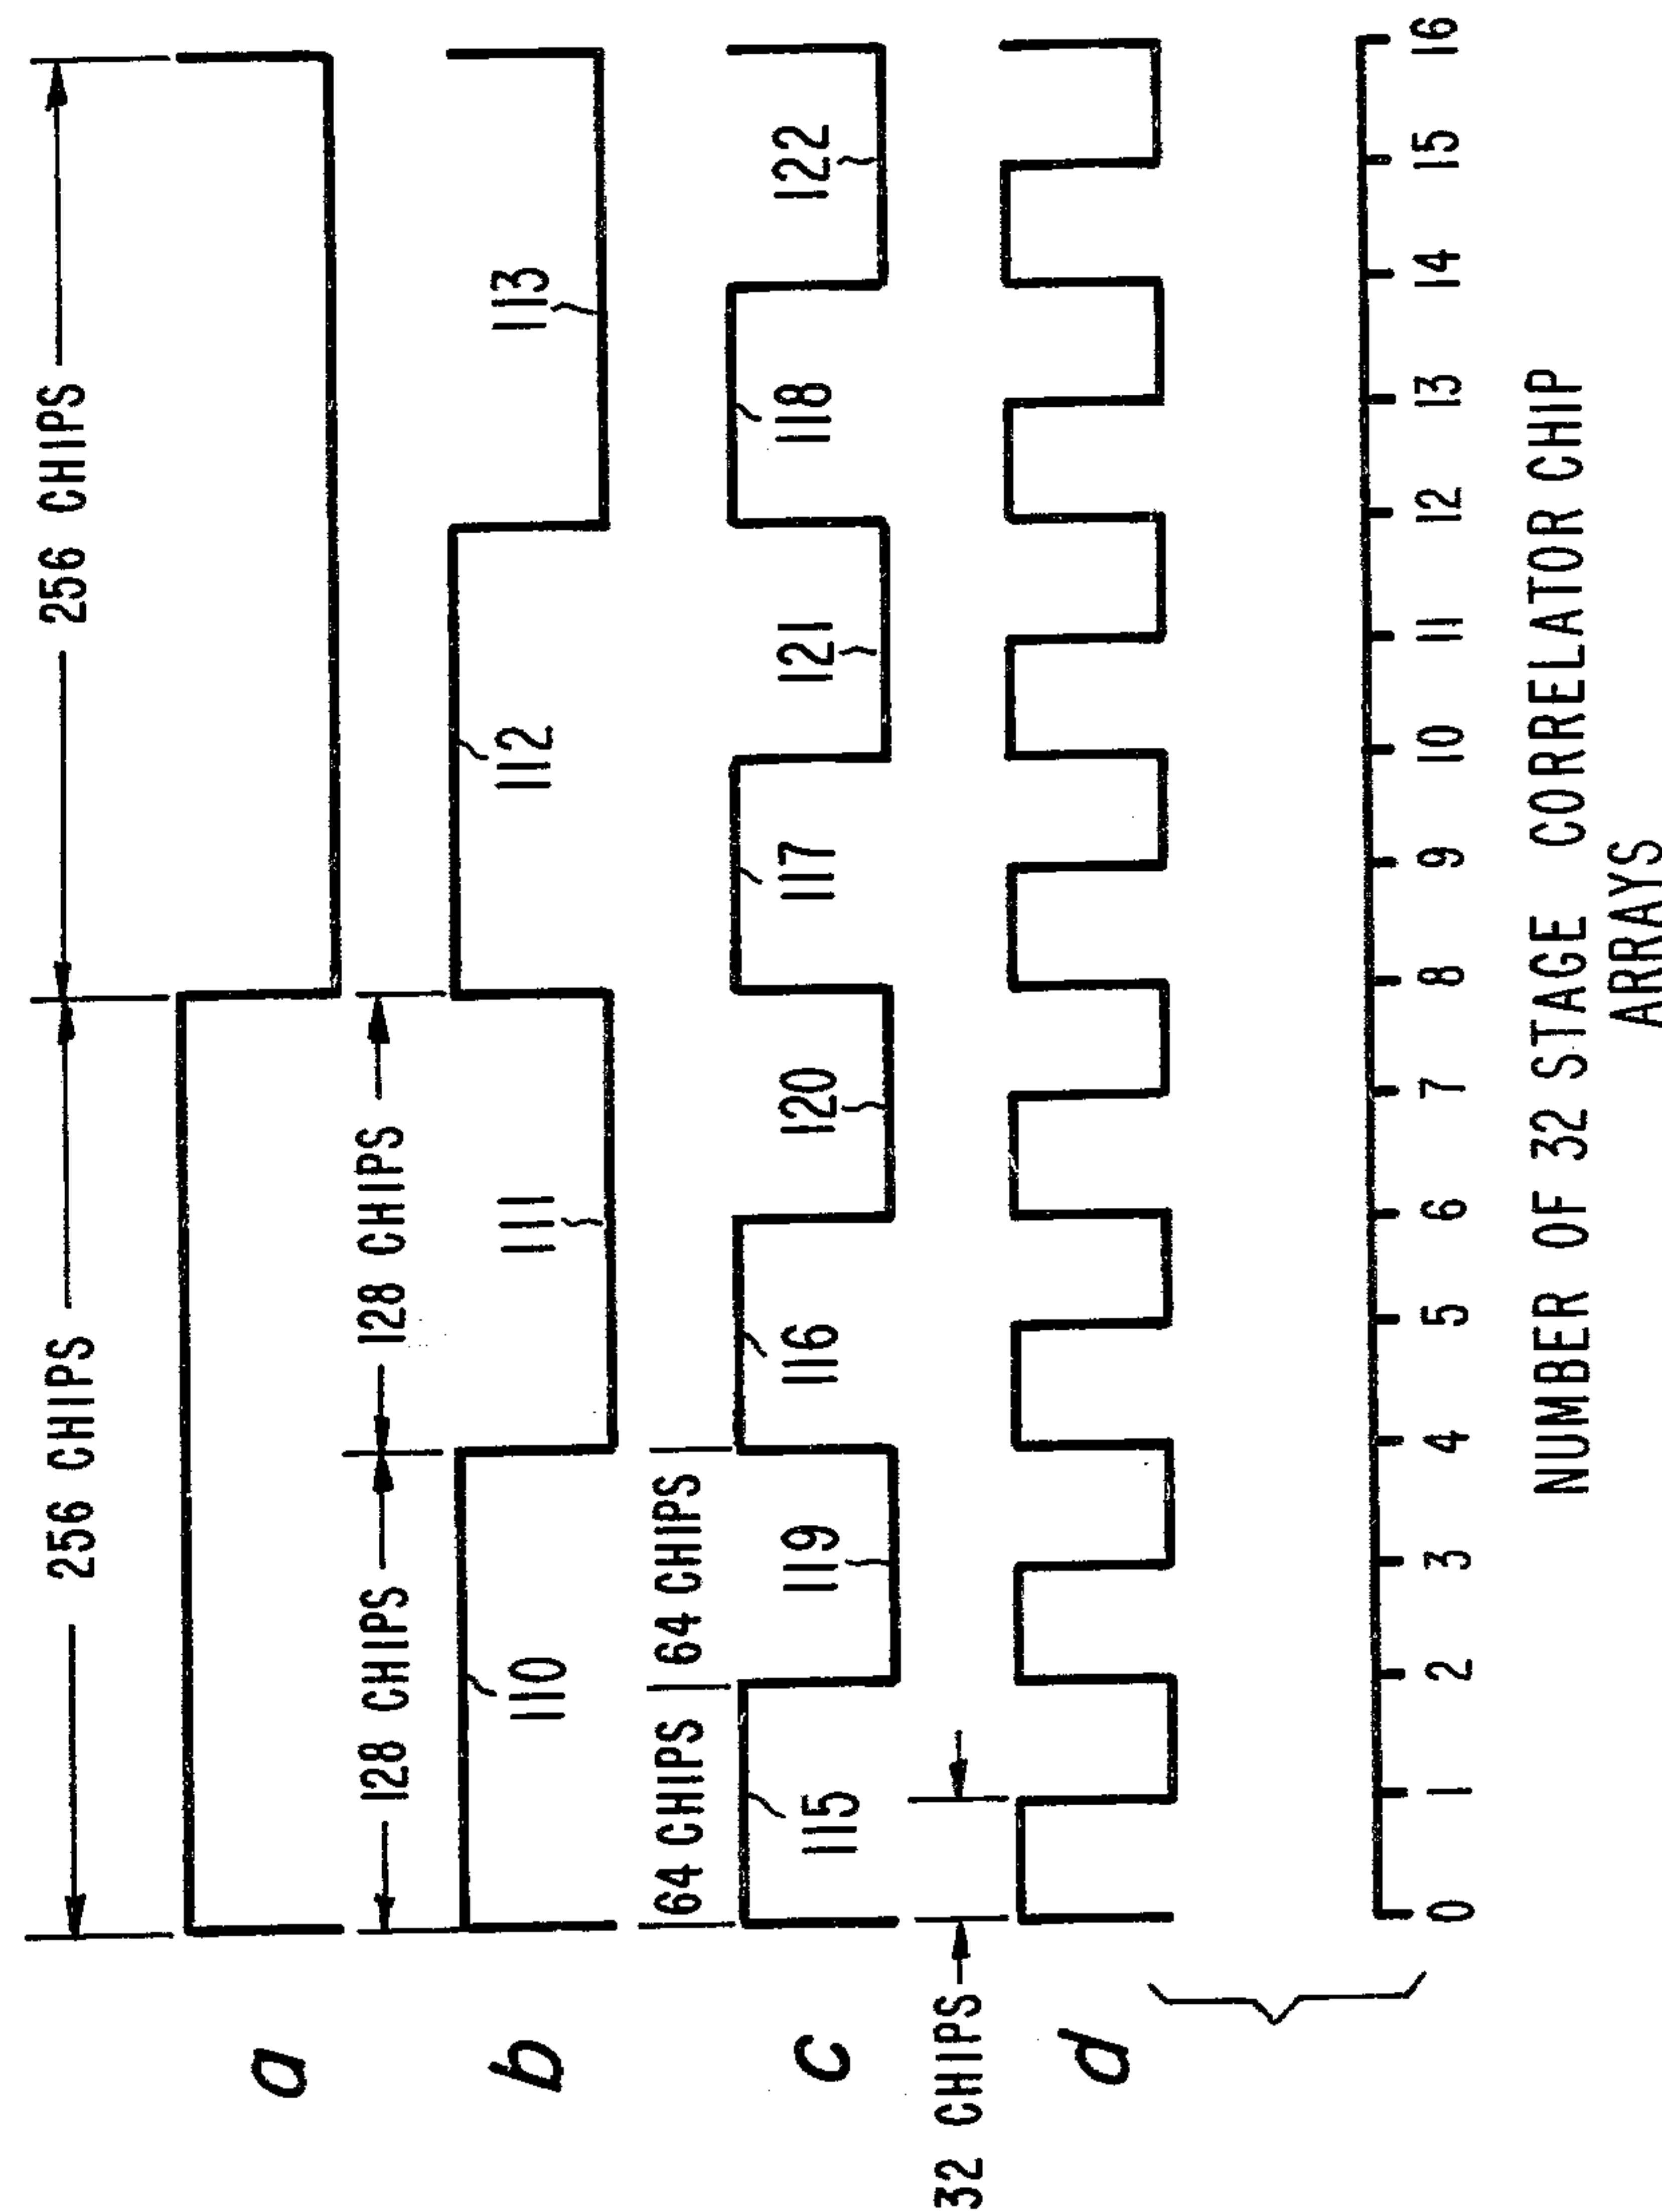 256 CHIPS 256 CHIPS
a
128 CHIPS 128 CHIPS
b
110 111 112 113
64 CHIPS 64 CHIPS
c
115 119 116 120 117 121 118 122
32 CHIPS
d
0 1 2 3 4 5 6 7 8 9 10 11 12 13 14 15 16
NUMBER OF 32 STAGE CORRELATOR CHIP
ARRAYS